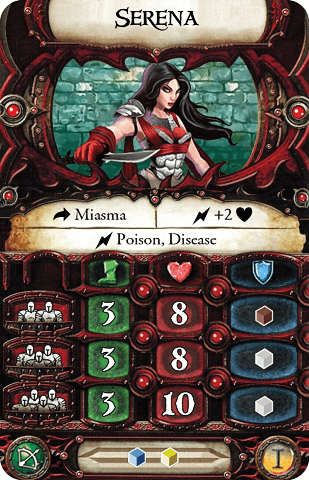 SERENA
Miasma
+2
Poison, Disease
3 8
3 8
3 10
I